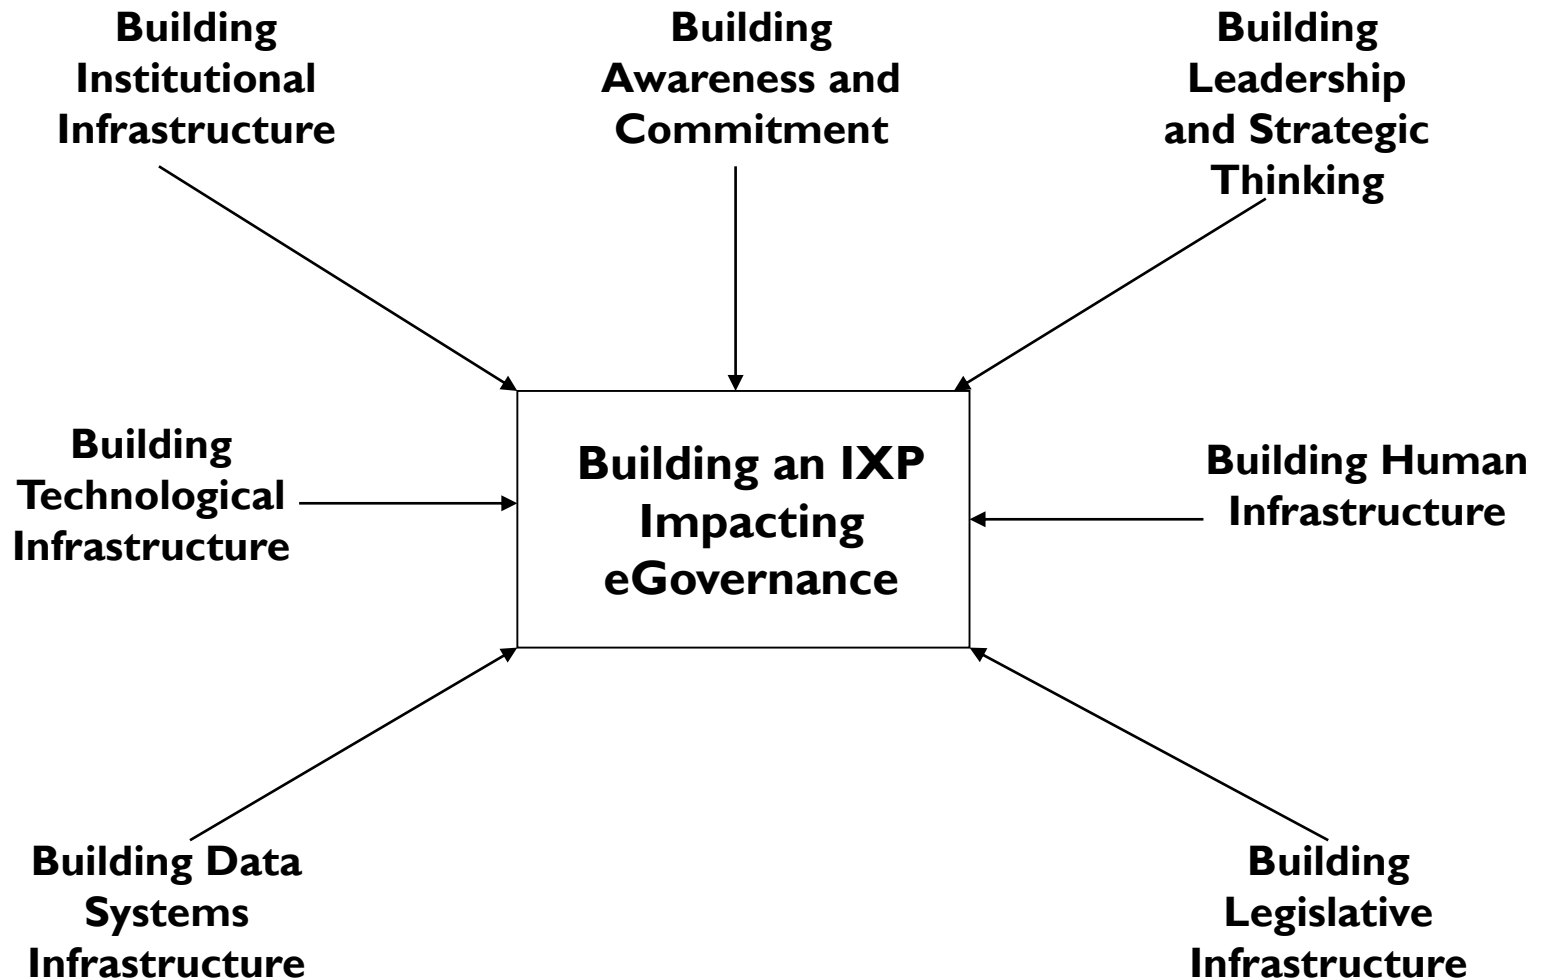 Building
Institutional
Infrastructure
Building
Awareness and
Commitment
Building
Leadership
and Strategic
Thinking
Building
Technological
Infrastructure
Building an IXP
Impacting
eGovernance
Building Human
Infrastructure
Building Data
Systems
Infrastructure
Building
Legislative
Infrastructure